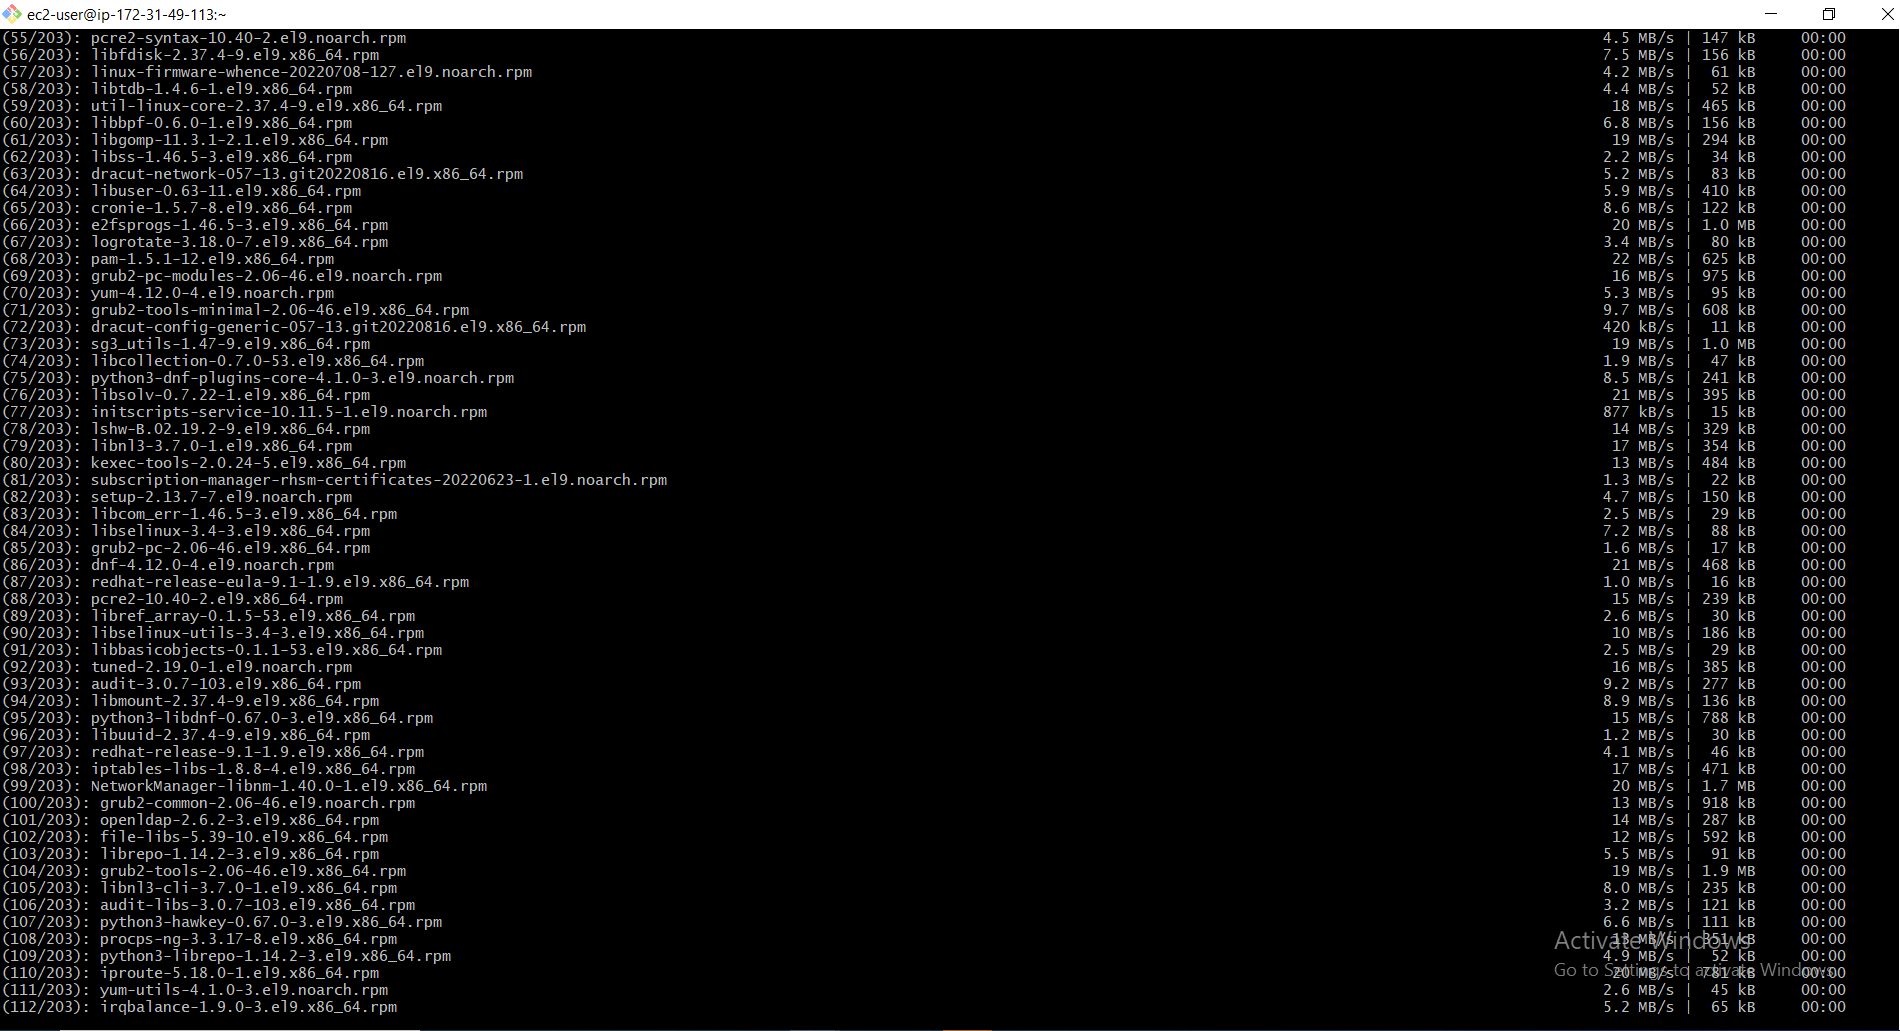 ec2-user@ip-172-31-49-113:~
(55/203): pcre2-syntax-10.40-2.el9.noarch.rpm 4.5 MB/s | 147 kB 00:00
(56/203): libfdisk-2.37.4-9.el9.x86_64.rpm 7.5 MB/s | 156 kB 00:00
(57/203): linux-firmware-whence-20220708-127.el9.noarch.rpm 4.2 MB/s | 61 kB 00:00
(58/203): libtdb-1.4.6-1.el9.x86_64.rpm 4.4 MB/s | 52 kB 00:00
(59/203): util-linux-core-2.37.4-9.el9.x86_64.rpm 18 MB/s | 465 kB 00:00
(60/203): libbpf-0.6.0-1.el9.x86_64.rpm 6.8 MB/s | 156 kB 00:00
(61/203): libgomp-11.3.1-2.1.el9.x86_64.rpm 19 MB/s | 294 kB 00:00
(62/203): libss-1.46.5-3.el9.x86_64.rpm 2.2 MB/s | 34 kB 00:00
(63/203): dracut-network-057-13.git20220816.el9.x86_64.rpm 5.2 MB/s | 83 kB 00:00
(64/203): libuser-0.63-11.el9.x86_64.rpm 5.9 MB/s | 410 kB 00:00
(65/203): cronie-1.5.7-8.el9.x86_64.rpm 8.6 MB/s | 122 kB 00:00
(66/203): e2fsprogs-1.46.5-3.el9.x86_64.rpm 20 MB/s | 1.0 MB 00:00
(67/203): logrotate-3.18.0-7.el9.x86_64.rpm 3.4 MB/s | 80 kB 00:00
(68/203): pam-1.5.1-12.el9.x86_64.rpm 22 MB/s | 625 kB 00:00
(69/203): grub2-pc-modules-2.06-46.el9.noarch.rpm 16 MB/s | 975 kB 00:00
(70/203): yum-4.12.0-4.el9.noarch.rpm 5.3 MB/s | 95 kB 00:00
(71/203): grub2-tools-minimal-2.06-46.el9.x86_64.rpm 9.7 MB/s | 608 kB 00:00
(72/203): dracut-config-generic-057-13.git20220816.el9.x86_64.rpm 420 kB/s | 11 kB 00:00
(73/203): sg3_utils-1.47-9.el9.x86_64.rpm 19 MB/s | 1.0 MB 00:00
(74/203): libcollection-0.7.0-53.el9.x86_64.rpm 1.9 MB/s | 47 kB 00:00
(75/203): python3-dnf-plugins-core-4.1.0-3.el9.noarch.rpm 8.5 MB/s | 241 kB 00:00
(76/203): libsolv-0.7.22-1.el9.x86_64.rpm 21 MB/s | 395 kB 00:00
(77/203): initscripts-service-10.11.5-1.el9.noarch.rpm 877 kB/s | 15 kB 00:00
(78/203): lshw-B.02.19.2-9.el9.x86_64.rpm 14 MB/s | 329 kB 00:00
(79/203): libnl3-3.7.0-1.el9.x86_64.rpm 17 MB/s | 354 kB 00:00
(80/203): kexec-tools-2.0.24-5.el9.x86_64.rpm 13 MB/s | 484 kB 00:00
(81/203): subscription-manager-rhsm-certificates-20220623-1.el9.noarch.rpm 1.3 MB/s | 22 kB 00:00
(82/203): setup-2.13.7-7.el9.noarch.rpm 4.7 MB/s | 150 kB 00:00
(83/203): libcom_err-1.46.5-3.el9.x86_64.rpm 2.5 MB/s | 29 kB 00:00
(84/203): libselinux-3.4-3.el9.x86_64.rpm 7.2 MB/s | 88 kB 00:00
(85/203): grub2-pc-2.06-46.el9.x86_64.rpm 1.6 MB/s | 17 kB 00:00
(86/203): dnf-4.12.0-4.el9.noarch.rpm 21 MB/s | 468 kB 00:00
(87/203): redhat-release-eula-9.1-1.9.el9.x86_64.rpm 1.0 MB/s | 16 kB 00:00
(88/203): pcre2-10.40-2.el9.x86_64.rpm 15 MB/s | 239 kB 00:00
(89/203): libref_array-0.1.5-53.el9.x86_64.rpm 2.6 MB/s | 30 kB 00:00
(90/203): libselinux-utils-3.4-3.el9.x86_64.rpm 10 MB/s | 186 kB 00:00
(91/203): libbasicobjects-0.1.1-53.el9.x86_64.rpm 2.5 MB/s | 29 kB 00:00
(92/203): tuned-2.19.0-1.el9.noarch.rpm 16 MB/s | 385 kB 00:00
(93/203): audit-3.0.7-103.el9.x86_64.rpm 9.2 MB/s | 277 kB 00:00
(94/203): libmount-2.37.4-9.el9.x86_64.rpm 8.9 MB/s | 136 kB 00:00
(95/203): python3-libdnf-0.67.0-3.el9.x86_64.rpm 15 MB/s | 788 kB 00:00
(96/203): libuuid-2.37.4-9.el9.x86_64.rpm 1.2 MB/s | 30 kB 00:00
(97/203): redhat-release-9.1-1.9.el9.x86_64.rpm 4.1 MB/s | 46 kB 00:00
(98/203): iptables-libs-1.8.8-4.el9.x86_64.rpm 17 MB/s | 471 kB 00:00
(99/203): NetworkManager-libnm-1.40.0-1.el9.x86_64.rpm 20 MB/s | 1.7 MB 00:00
(100/203): grub2-common-2.06-46.el9.noarch.rpm 13 MB/s | 918 kB 00:00
(101/203): openldap-2.6.2-3.el9.x86_64.rpm 14 MB/s | 287 kB 00:00
(102/203): file-libs-5.39-10.el9.x86_64.rpm 12 MB/s | 592 kB 00:00
(103/203): librepo-1.14.2-3.el9.x86_64.rpm 5.5 MB/s | 91 kB 00:00
(104/203): grub2-tools-2.06-46.el9.x86_64.rpm 19 MB/s | 1.9 MB 00:00
(105/203): libnl3-cli-3.7.0-1.el9.x86_64.rpm 8.0 MB/s | 235 kB 00:00
(106/203): audit-libs-3.0.7-103.el9.x86_64.rpm 3.2 MB/s | 121 kB 00:00
(107/203): python3-hawkey-0.67.0-3.el9.x86_64.rpm 6.6 MB/s | 111 kB 00:00
(108/203): procps-ng-3.3.17-8.el9.x86_64.rpm 13 MB/s | 351 kB 00:00
Activate Windows
(109/203): python3-librepo-1.14.2-3.el9.x86_64.rpm 4.9 MB/s | 52 kB 00:00
(110/203): iproute-5.18.0-1.el9.x86_64.rpm 20 MB/s | 781 kB 00:00
Go to Settings to activate Windows.
(111/203): yum-utils-4.1.0-3.el9.noarch.rpm 2.6 MB/s | 45 kB 00:00
(112/203): irqbalance-1.9.0-3.el9.x86_64.rpm 5.2 MB/s | 65 kB 00:00